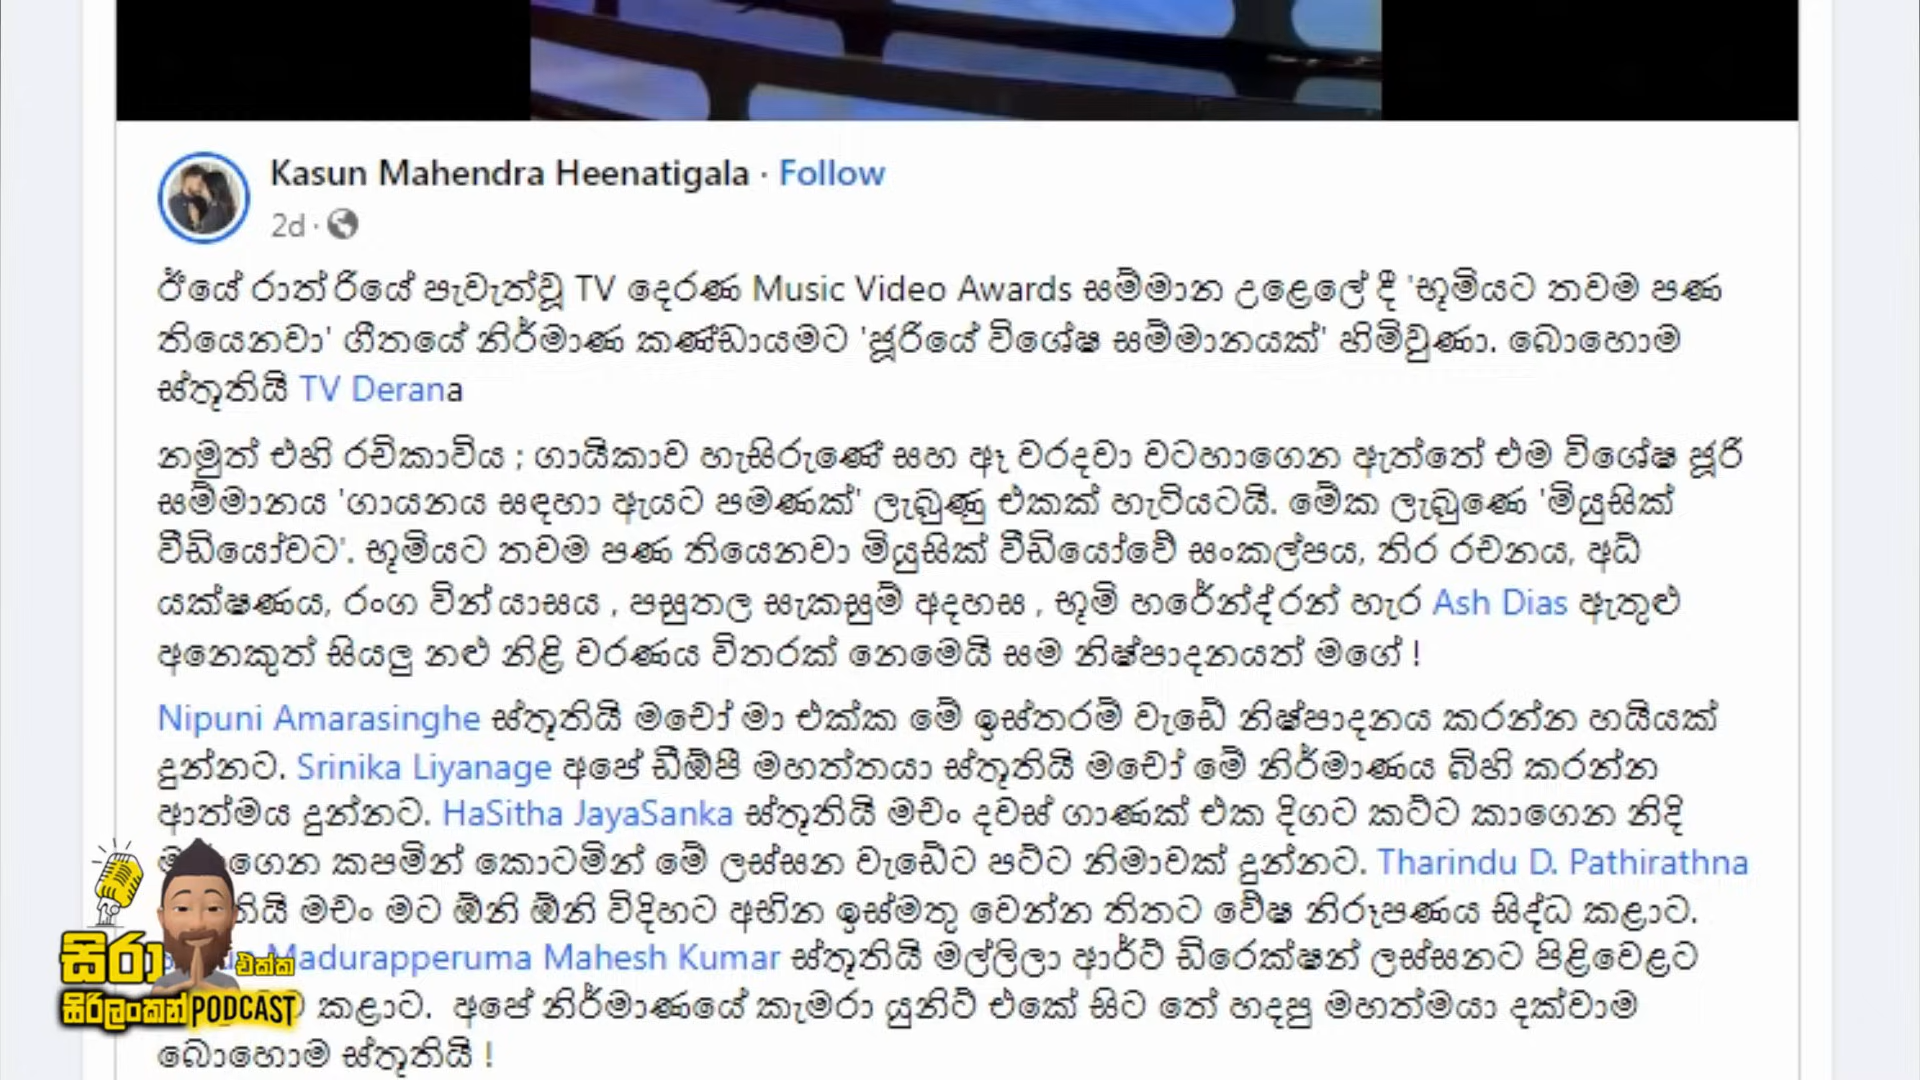 Kasun Mahendra Heenatigala · Follow
2d ·
ඊයේ රාත්‍රියේ පැවැත්වූ TV දෙරණ Music Video Awards සම්මාන උළෙලේ දී 'භූමියට තවම පණ
තියෙනවා' ගීතයේ නිර්මාණ කණ්ඩායමට 'ජූරියේ විශේෂ සම්මානයක්' හිමිවුණා. බොහොම
ස්තූතියි TV Derana
නමුත් එහි රචිකාවිය ; ගායිකාව හැසිරුණේ සහ ඈ වරදවා වටහාගෙන ඇත්තේ එම විශේෂ ජූරි
සම්මානය 'ගායනය සඳහා ඇයට පමණක්' ලැබුණු එකක් හැටියටයි. මේක ලැබුණෙ 'මියුසික්
වීඩියෝවට'. භූමියට තවම පණ තියෙනවා මියුසික් වීඩියෝවේ සංකල්පය, තිර රචනය, අධ්
යක්ෂණය, රංග වින්‍යාසය , පසුතල සැකසුම් අදහස , භූමි හරේන්ද්‍රන් හැර Ash Dias ඇතුළු
අනෙකුත් සියලු නළු නිළි වරණය විතරක් නෙමෙයි සම නිෂ්පාදනයත් මගේ !
Nipuni Amarasinghe ස්තූතියි මචෝ මා එක්ක මේ ඉස්තරම් වැඩේ නිෂ්පාදනය කරන්න හයියක්
දුන්නට. Srinika Liyanage අපේ ඩීඕපී මහත්තයා ස්තූතියි මචෝ මේ නිර්මාණය බිහි කරන්න
ආත්මය දුන්නට. HaSitha JayaSanka ස්තූතියි මචං දවස් ගාණක් එක දිගට කට්ට කාගෙන නිදි
කපමින් කොටමින් මේ ලස්සන වැඩේට පට්ට නිමාවක් දුන්නට. Tharindu D. Pathirathna
මචං මට ඕනි ඕනි විදිහට අභින ඉස්මතු වෙන්න තිතට වේෂ නිරූපණය සිද්ධ කළාට.
Madurapperuma Mahesh Kumar ස්තූතියි මල්ලිලා ආර්ට් ඩිරෙක්ෂන් ලස්සනට පිළිවෙළට
කළාට. අපේ නිර්මාණයේ කැමරා යුනිට් එකේ සිට තේ හදපු මහත්මයා දක්වාම
බොහොම ස්තූතියි !
සිරා එක්ක
සිරිලංකන් PODCAST